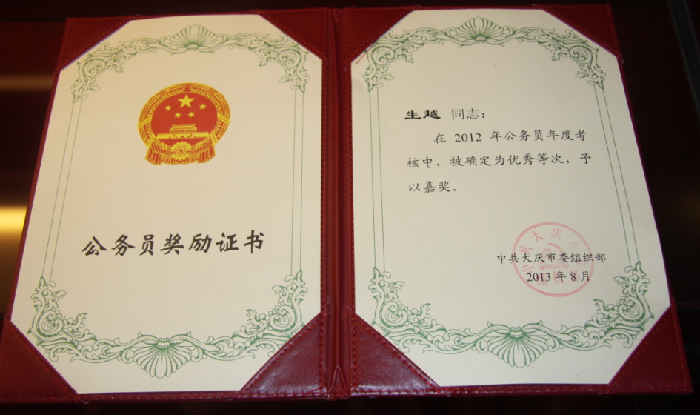 公务员奖励证书
生越 同志：
在 2012 年公务员年度考
核中，被确定为优秀等次，予
以嘉奖。
中共大庆市委组织部
2013 年 8 月